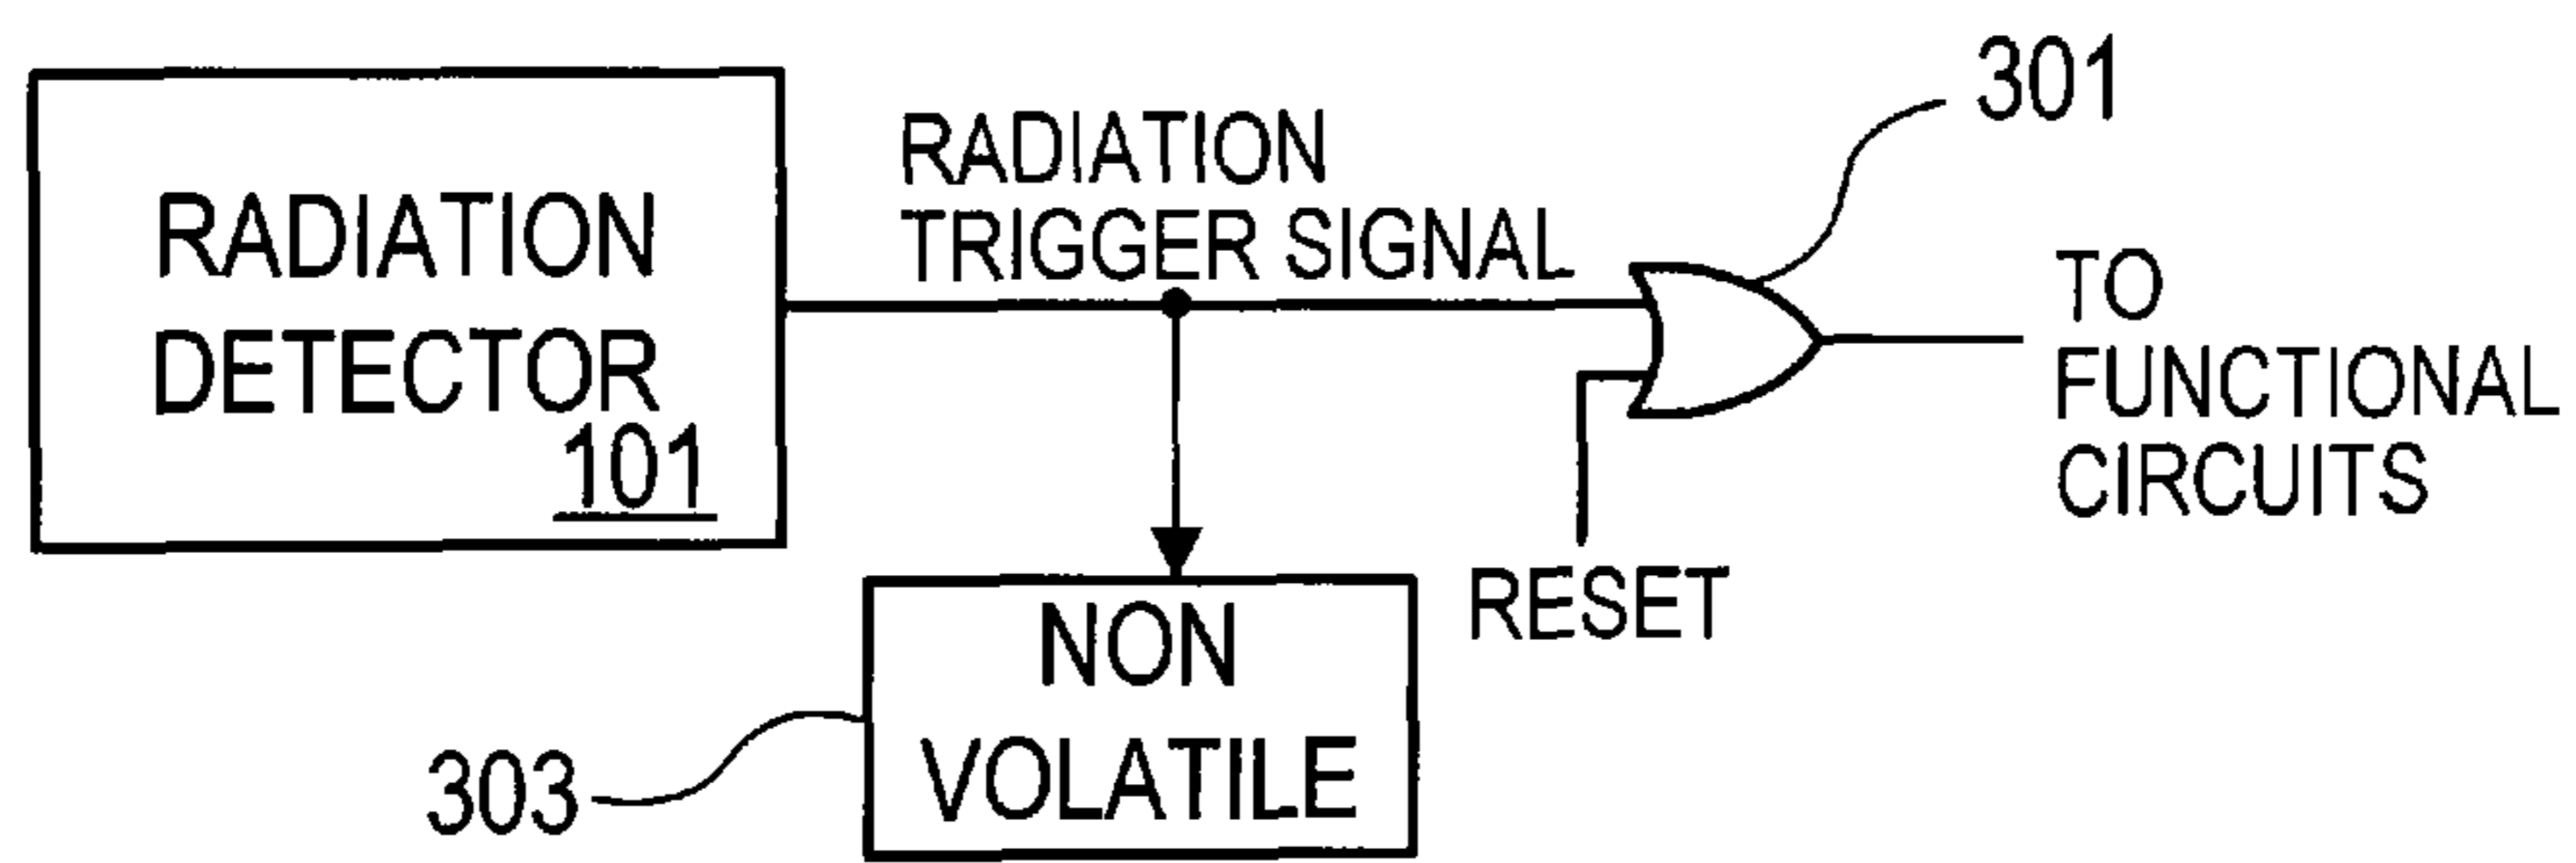 RADIATION
DETECTOR
101
RADIATION
TRIGGER SIGNAL
301
TO
FUNCTIONAL
CIRCUITS
RESET
NON
VOLATILE
303